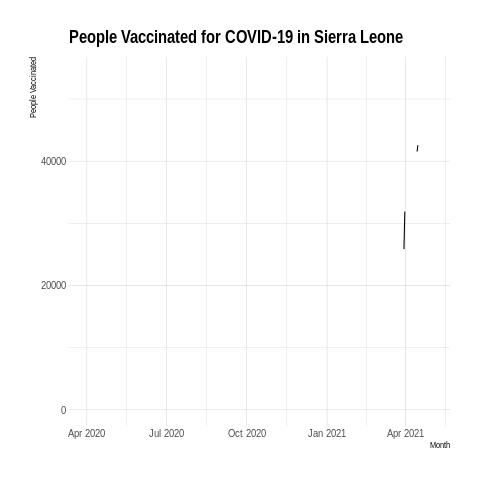 People Vaccinated for COVID-19 in Sierra Leone
People Vaccinated
40000
20000
0
Apr 2020 Jul 2020 Oct 2020 Jan 2021 Apr 2021
Month